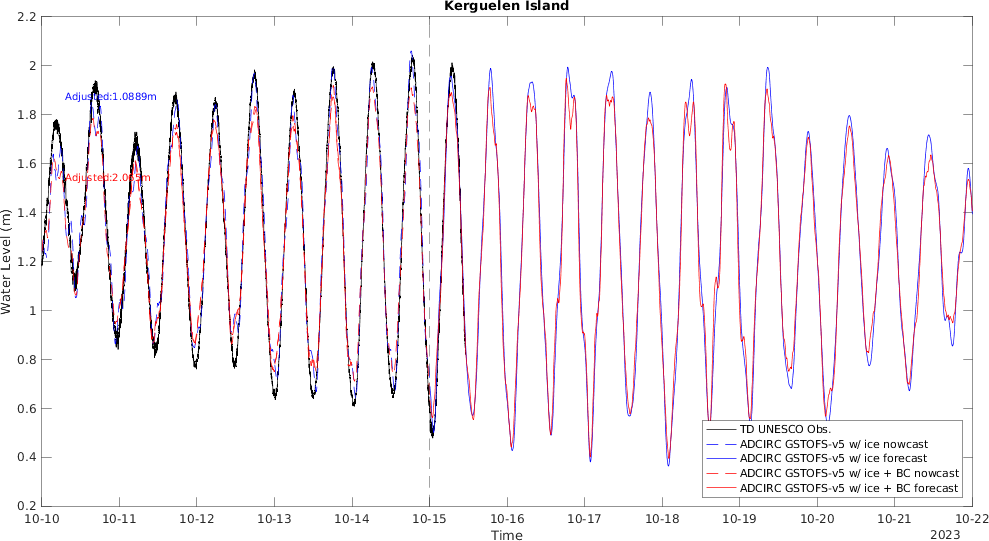 Kerguelen Island
2.2
2
1.8
1.6
1.4
1.2
1
0.8
0.6
0.4
0.2
Water Level (m)
Adjusted:1.0889m
TD UNESCO Obs.
ADCIRC GSTOFS-v5 w/ ice nowcast
ADCIRC GSTOFS-v5 w/ ice forecast
ADCIRC GSTOFS-v5 w/ ice + BC nowcast
ADCIRC GSTOFS-v5 w/ ice + BC forecast
10-10 10-11 10-12 10-13 10-14 10-15 10-16 10-17 10-18 10-19 10-20 10-21 10-22
Time
2023